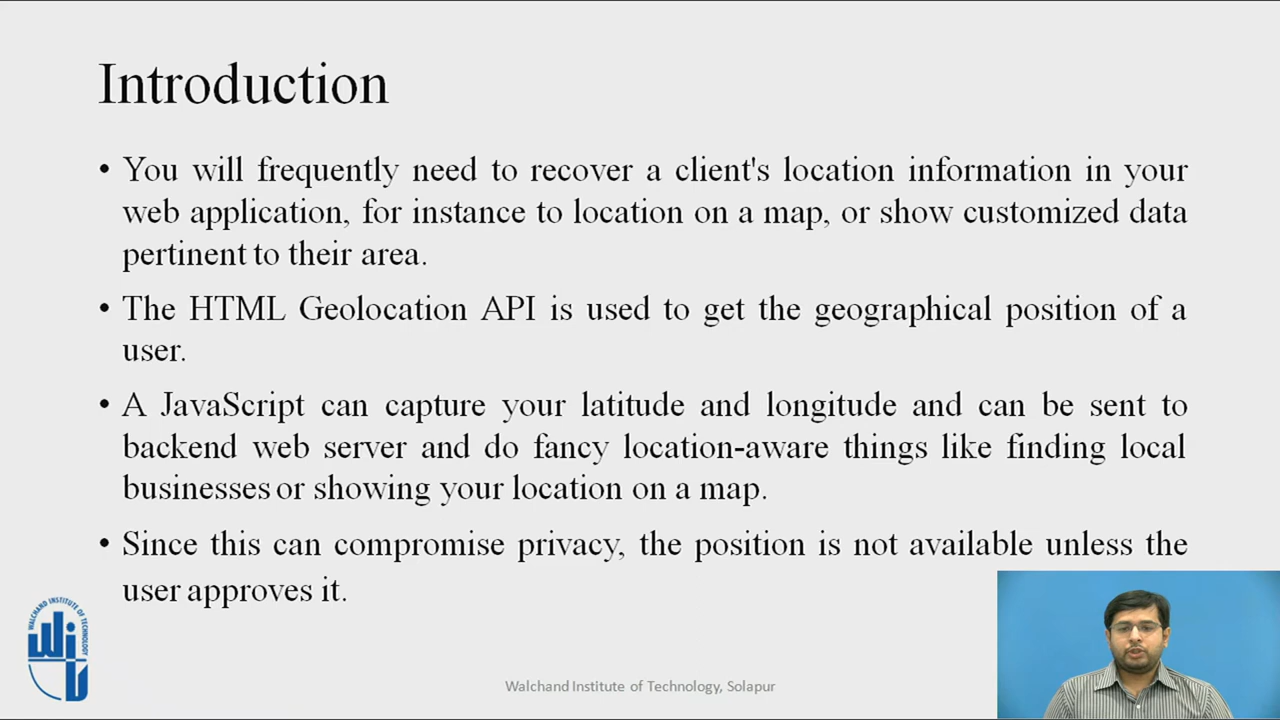 Introduction
• You will frequently need to recover a client's location information in your
web application, for instance to location on a map, or show customized data
pertinent to their area.
• The HTML Geolocation API is used to get the geographical position of a
user.
• A JavaScript can capture your latitude and longitude and can be sent to
backend web server and do fancy location-aware things like finding local
businesses or showing your location on a map.
• Since this can compromise privacy, the position is not available unless the
user approves it.
WALCHAND INSTITUTE OF TECHNOLOGY
Walchand Institute of Technology, Solapur